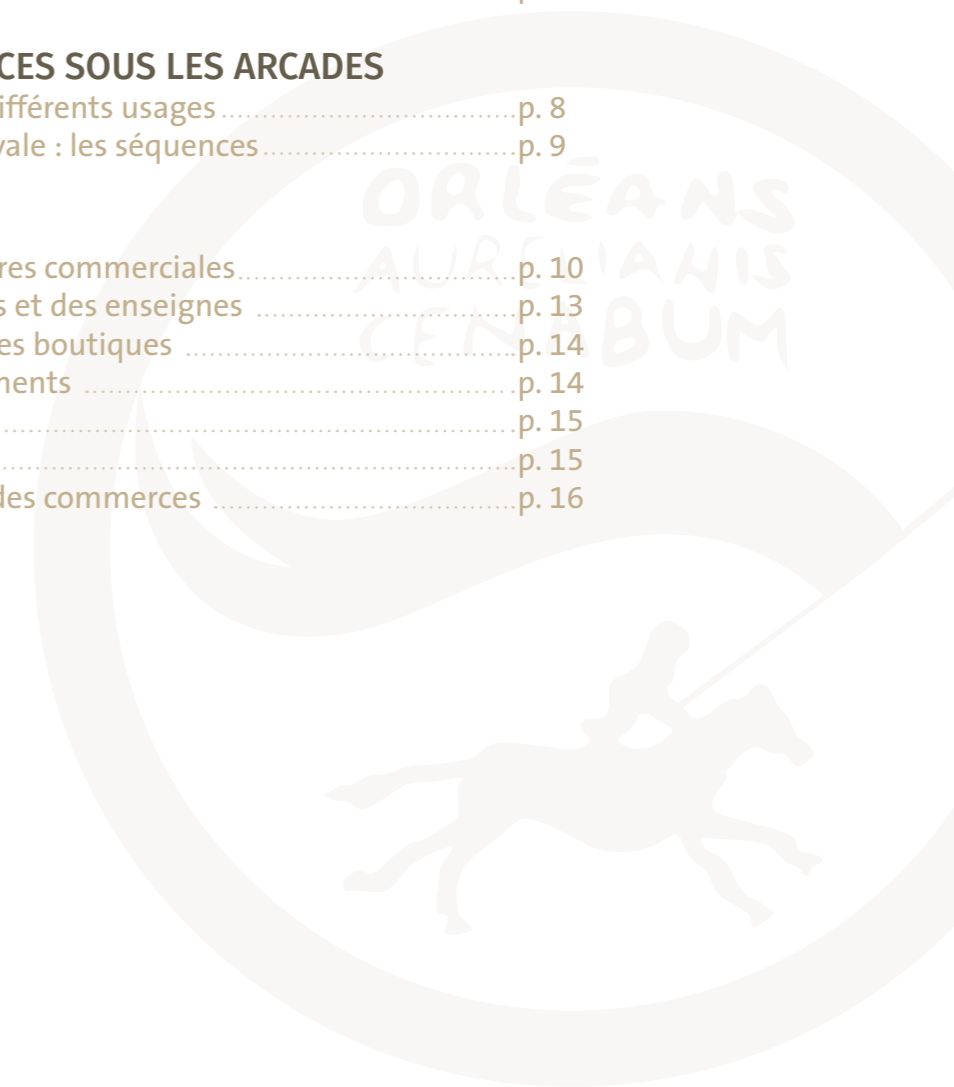 CES SOUS LES ARCADES
ifférents usages ... p. 8
vale : les séquences ... p. 9
res commerciales ... p. 10
s et des enseignes ... p. 13
es boutiques ... p. 14
nents ... p. 14
... p. 15
... p. 15
des commerces ... p. 16
ORLÉANS
AURELIANIS
CENABUM